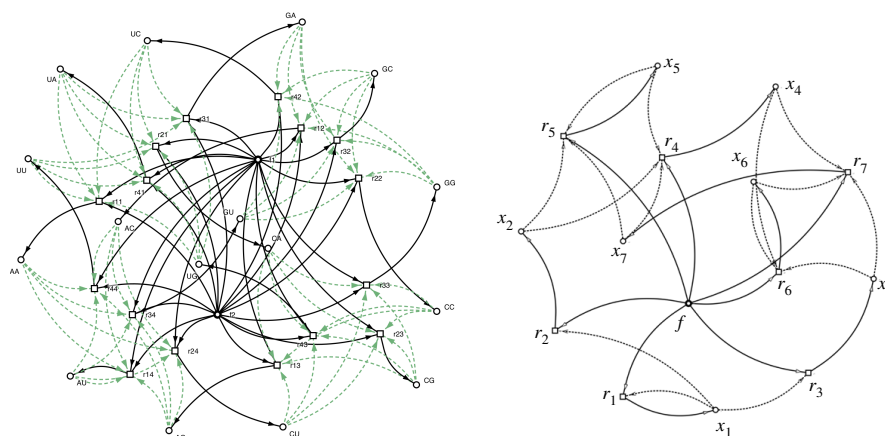 GA
UC
GC
UA
r42
r31
r12
r21
r32
f1
UU
r41
r22
GG
r11
GU
AC
CA
AA
UG
r44
r33
CC
r34
f2
r23
r43
r24
r13
r14
AU
CG
CU
x5
x4
r5
r4
x6
r7
x2
x7
r6
x
f
r2
r3
r1
x1